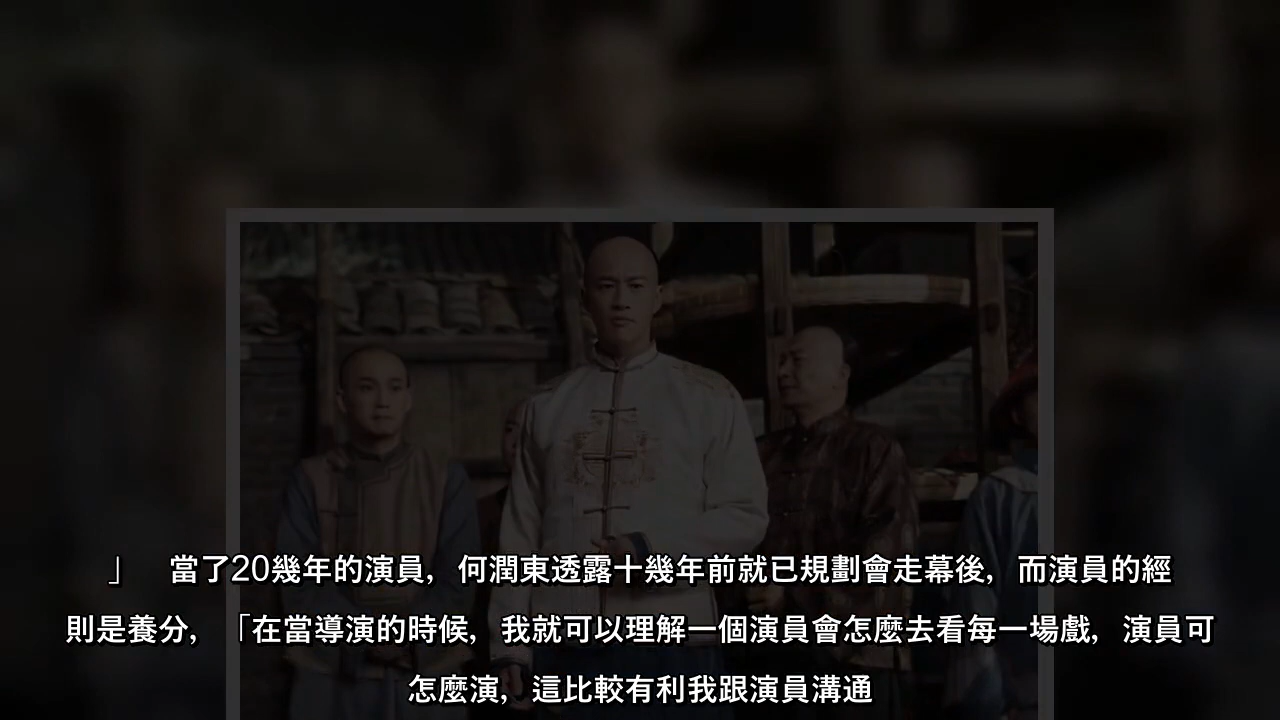 」 當了20幾年的演員，何潤東透露十幾年前就已規劃會走幕後，而演員的經
則是養分，「在當導演的時候，我就可以理解一個演員會怎麼去看每一場戲，演員可
怎麼演，這比較有利我跟演員溝通